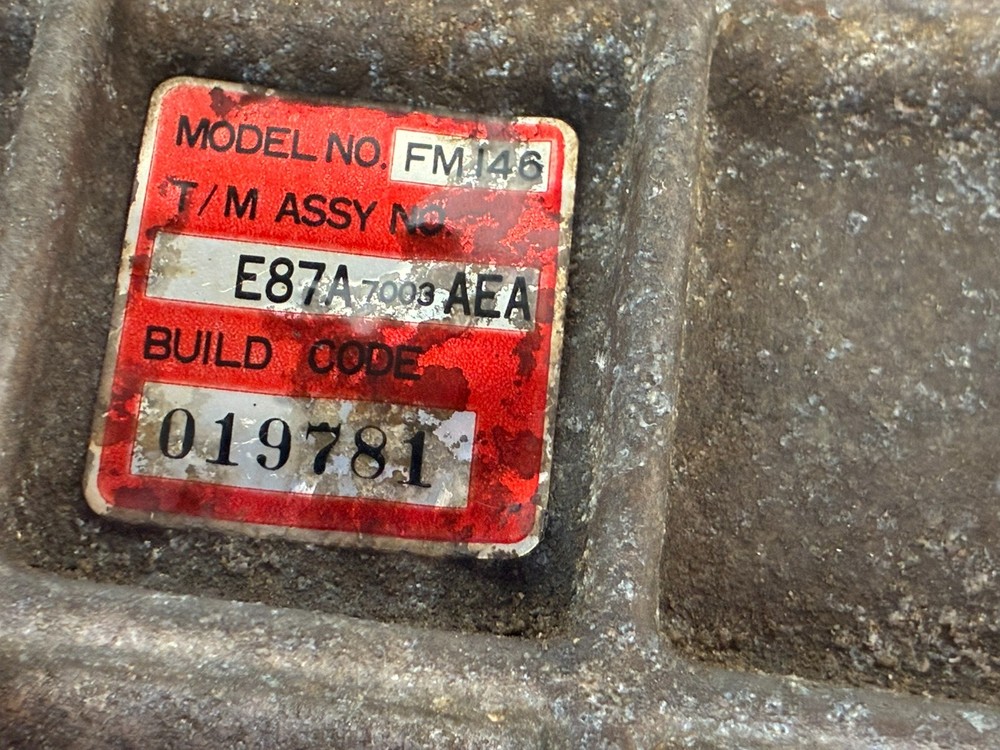 MODEL NO. FM146
T/M ASSY NO.
E87A 7003 AEA
BUILD CODE
019781